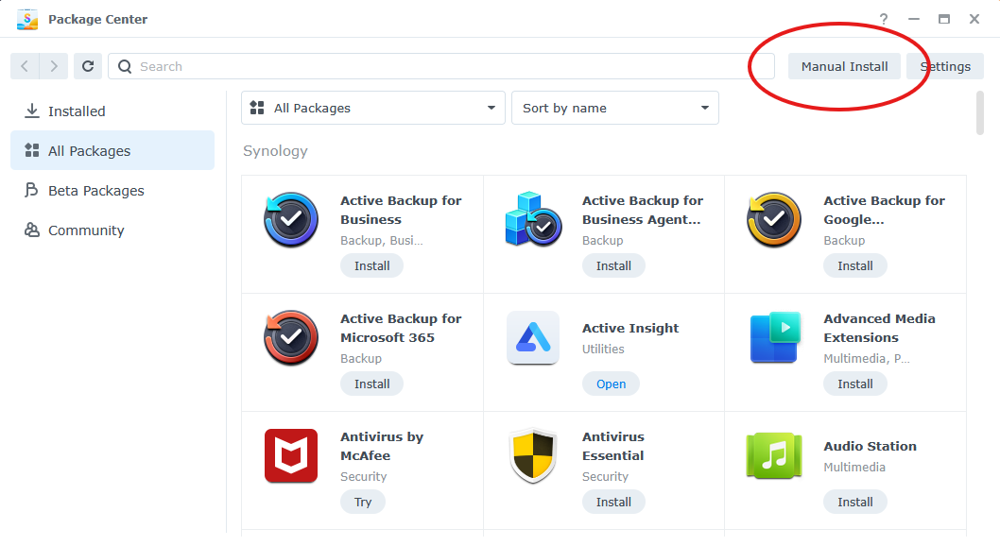 Package Center
?
Search
Manual Install
Settings
Installed
All Packages
Beta Packages
Community
All Packages
Sort by name
Synology
Active Backup for
Business
Backup, Busi...
Install
Active Backup for
Business Agent...
Backup
Install
Active Backup for
Google...
Backup
Install
Active Backup for
Microsoft 365
Backup
Install
Active Insight
Utilities
Open
Advanced Media
Extensions
Multimedia, P...
Install
Antivirus by
McAfee
Security
Try
Antivirus
Essential
Security
Install
Audio Station
Multimedia
Install